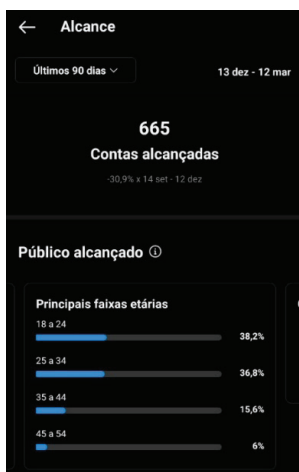 Alcance
Últimos 90 dias
13 dez - 12 mar
665
Contas alcançadas
-30,9% x 14 set - 12 dez
Público alcançado
Principais faixas etárias
18 a 24
38,2%
25 a 34
36,8%
35 a 44
15,6%
45 a 54
6%